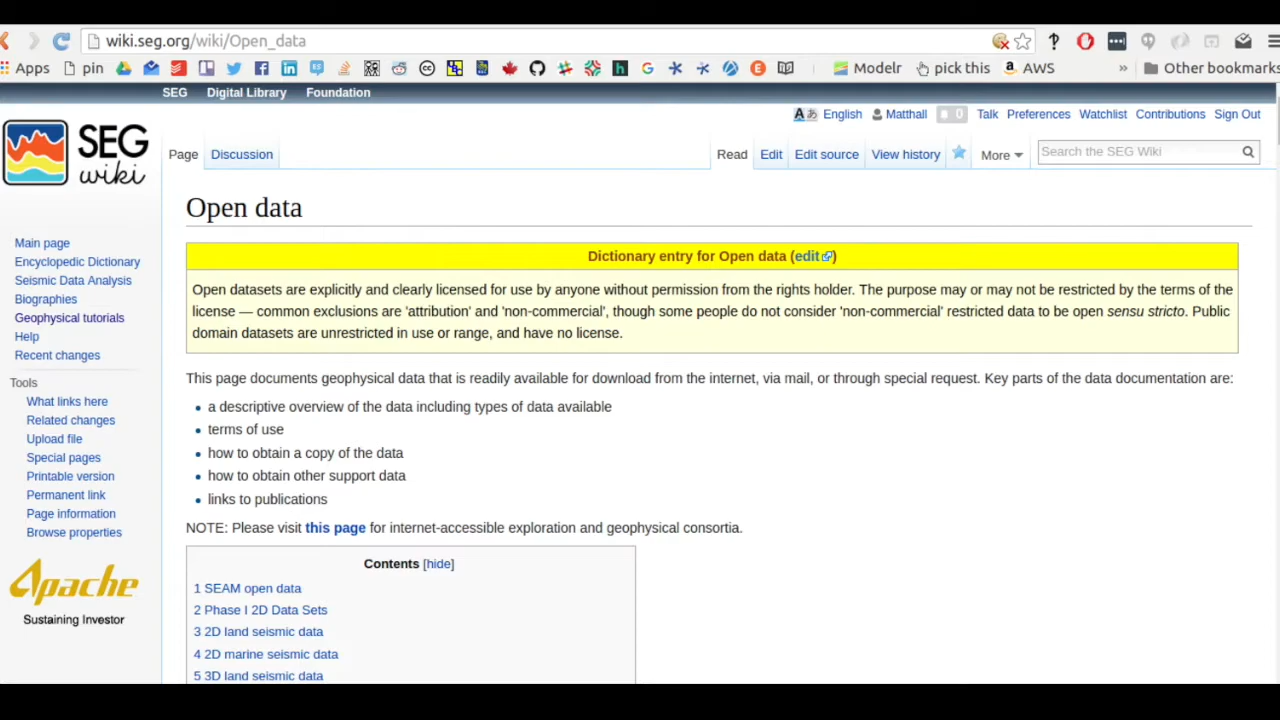 wiki.seg.org/wiki/Open_data
Apps pin Modelr pick this AWS » Other bookmarks
SEG Digital Library Foundation
English Matthall 0 Talk Preferences Watchlist Contributions Sign Out
SEG
wiki
Page Discussion Read Edit Edit source View history More Search the SEG Wiki
Open data
Main page
Encyclopedic Dictionary
Seismic Data Analysis
Biographies
Geophysical tutorials
Help
Recent changes
Tools
What links here
Related changes
Upload file
Special pages
Printable version
Permanent link
Page information
Browse properties
Apache
Sustaining Investor
Dictionary entry for Open data (edit)
Open datasets are explicitly and clearly licensed for use by anyone without permission from the rights holder. The purpose may or may not be restricted by the terms of the
license — common exclusions are 'attribution' and 'non-commercial', though some people do not consider 'non-commercial' restricted data to be open sensu stricto. Public
domain datasets are unrestricted in use or range, and have no license.
This page documents geophysical data that is readily available for download from the internet, via mail, or through special request. Key parts of the data documentation are:
• a descriptive overview of the data including types of data available
• terms of use
• how to obtain a copy of the data
• how to obtain other support data
• links to publications
NOTE: Please visit this page for internet-accessible exploration and geophysical consortia.
Contents [hide]
1 SEAM open data
2 Phase I 2D Data Sets
3 2D land seismic data
4 2D marine seismic data
5 3D land seismic data